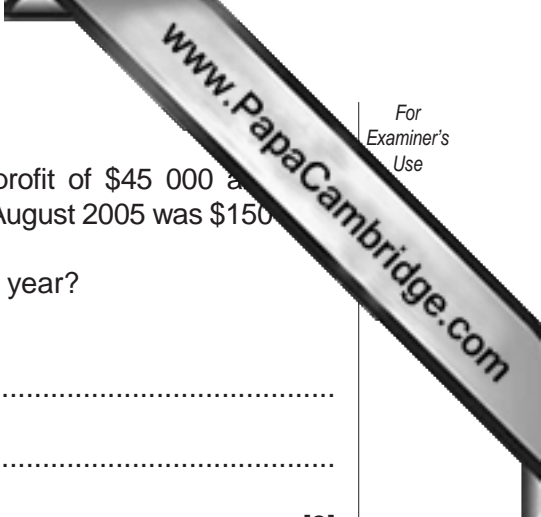 www.PapaCambridge.com
For
Examiner's
Use
profit of $45 000
August 2005 was $150
year?